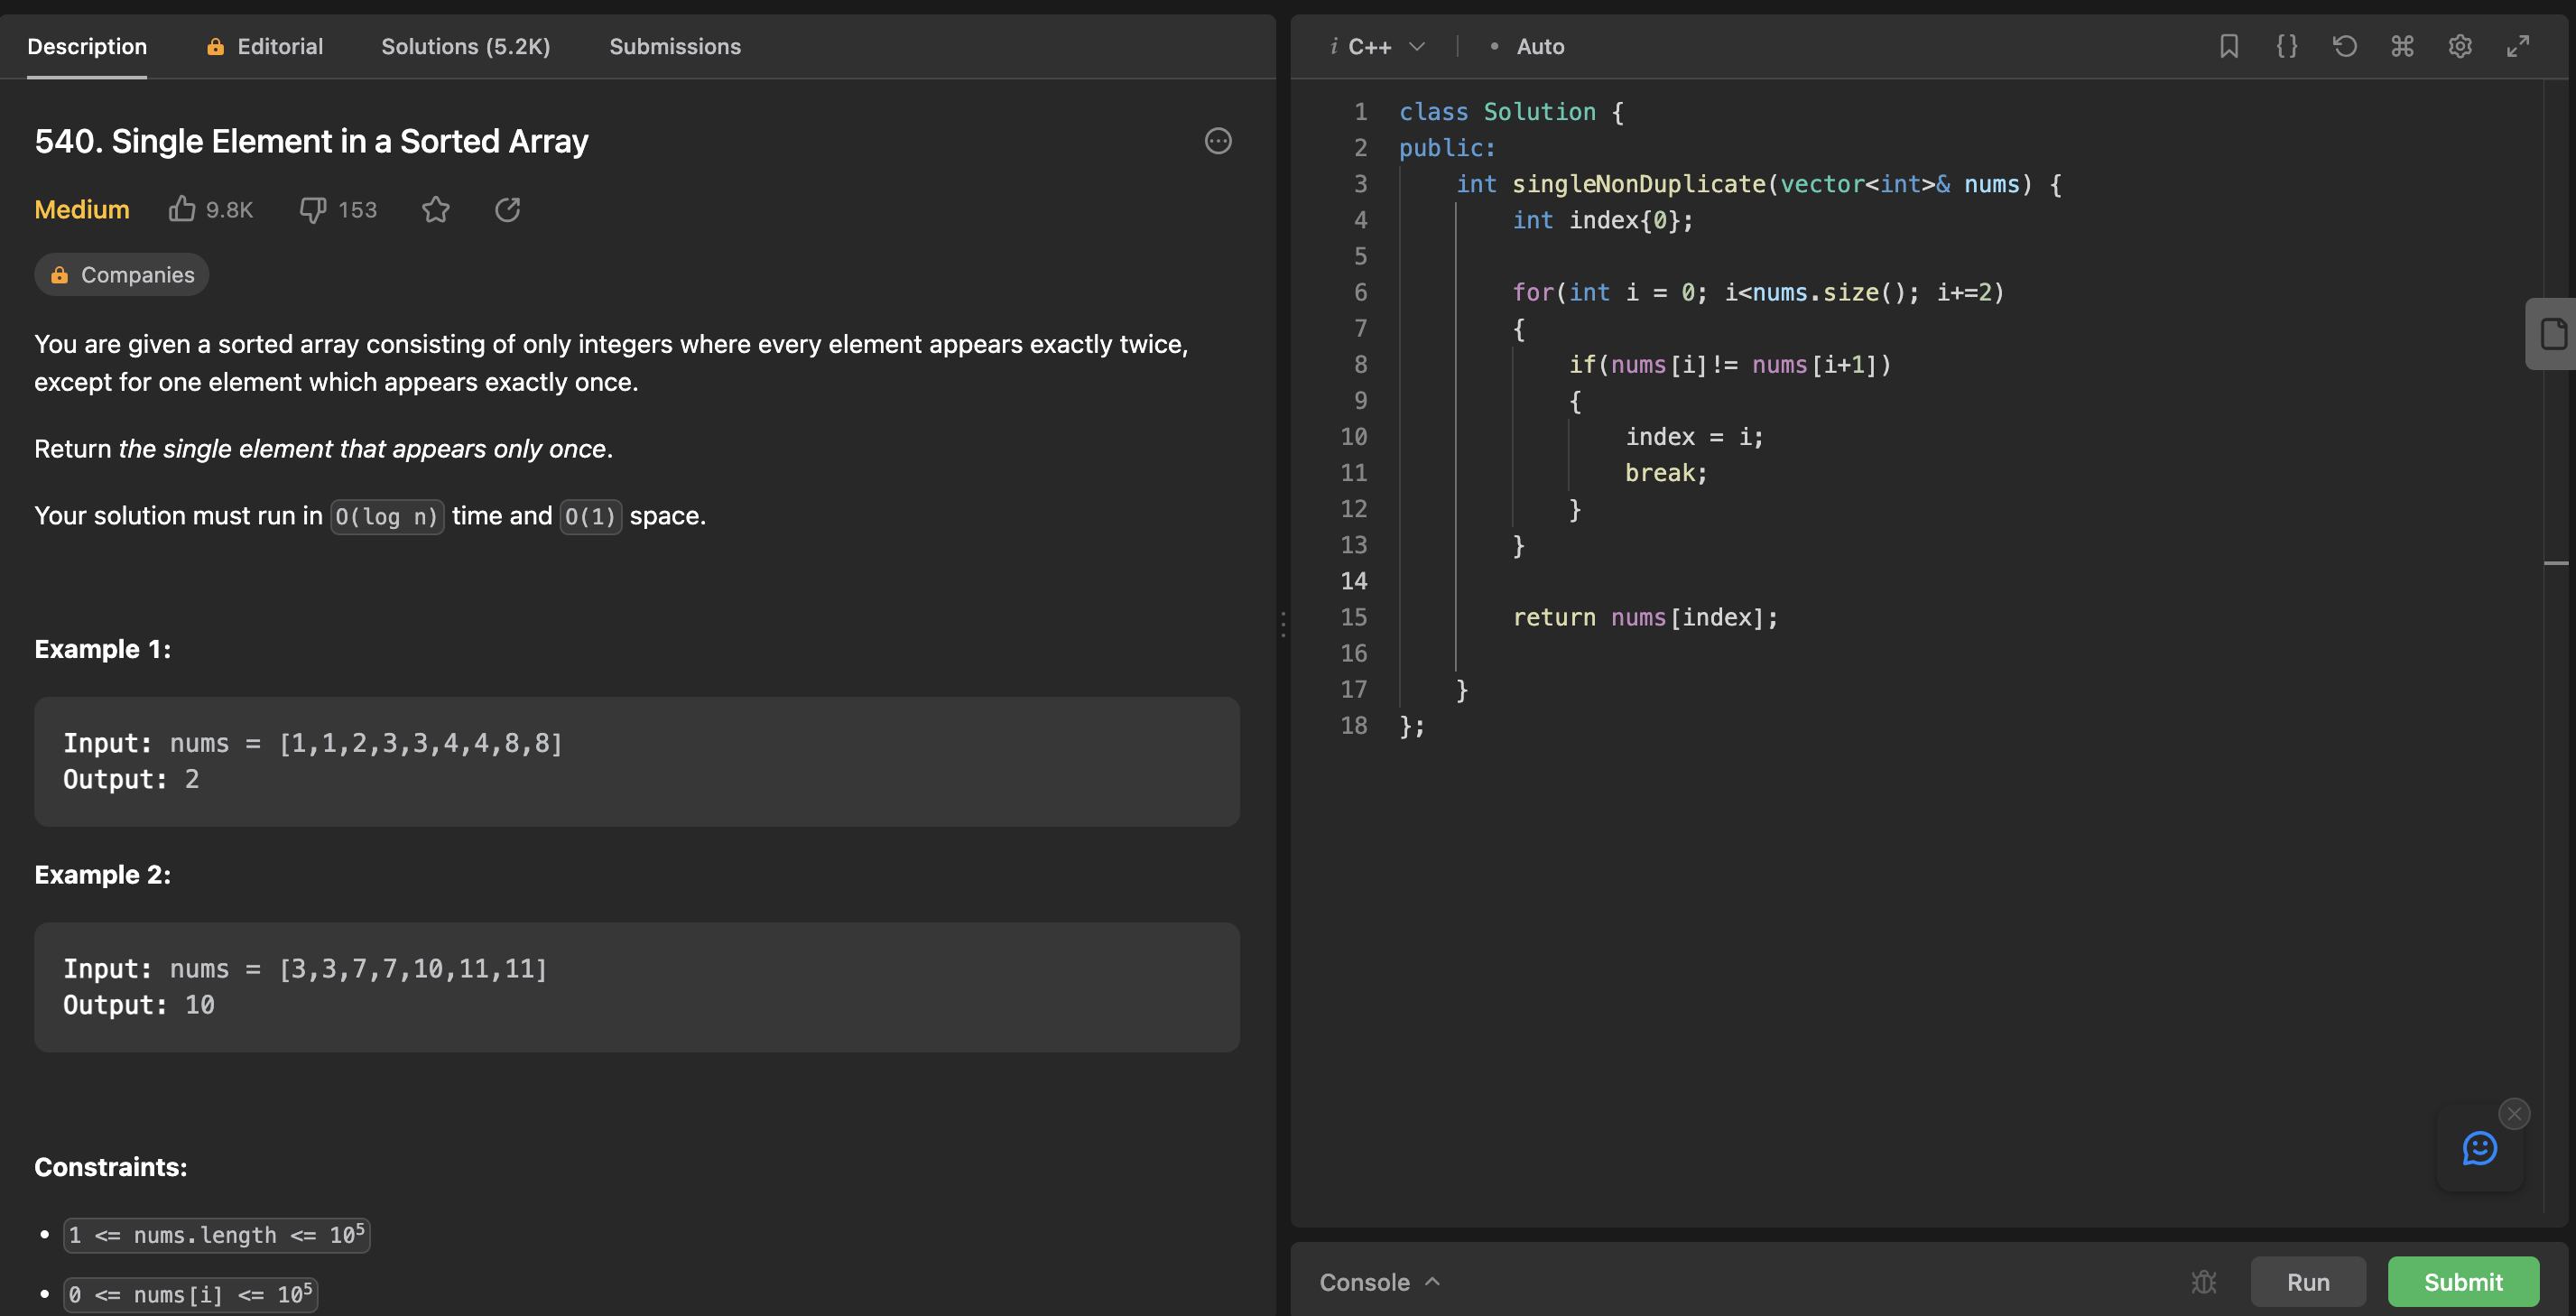 Description Editorial Solutions (5.2K) Submissions
540. Single Element in a Sorted Array
Medium 9.8K 153
Companies
You are given a sorted array consisting of only integers where every element appears exactly twice,
except for one element which appears exactly once.
Return the single element that appears only once.
Your solution must run in O(log n) time and O(1) space.
Example 1:
Input: nums = [1,1,2,3,3,4,4,8,8]
Output: 2
Example 2:
Input: nums = [3,3,7,7,10,11,11]
Output: 10
Constraints:
• 1 <= nums.length <= 10⁵
• 0 <= nums[i] <= 10⁵
i C++ • Auto
1 class Solution {
2 public:
3     int singleNonDuplicate(vector<int>& nums) {
4         int index{0};
5
6         for(int i = 0; i<nums.size(); i+=2)
7         {
8             if(nums[i]!= nums[i+1])
9             {
10                 index = i;
11                 break;
12             }
13         }
14
15         return nums[index];
16
17     }
18 };
Console Run Submit